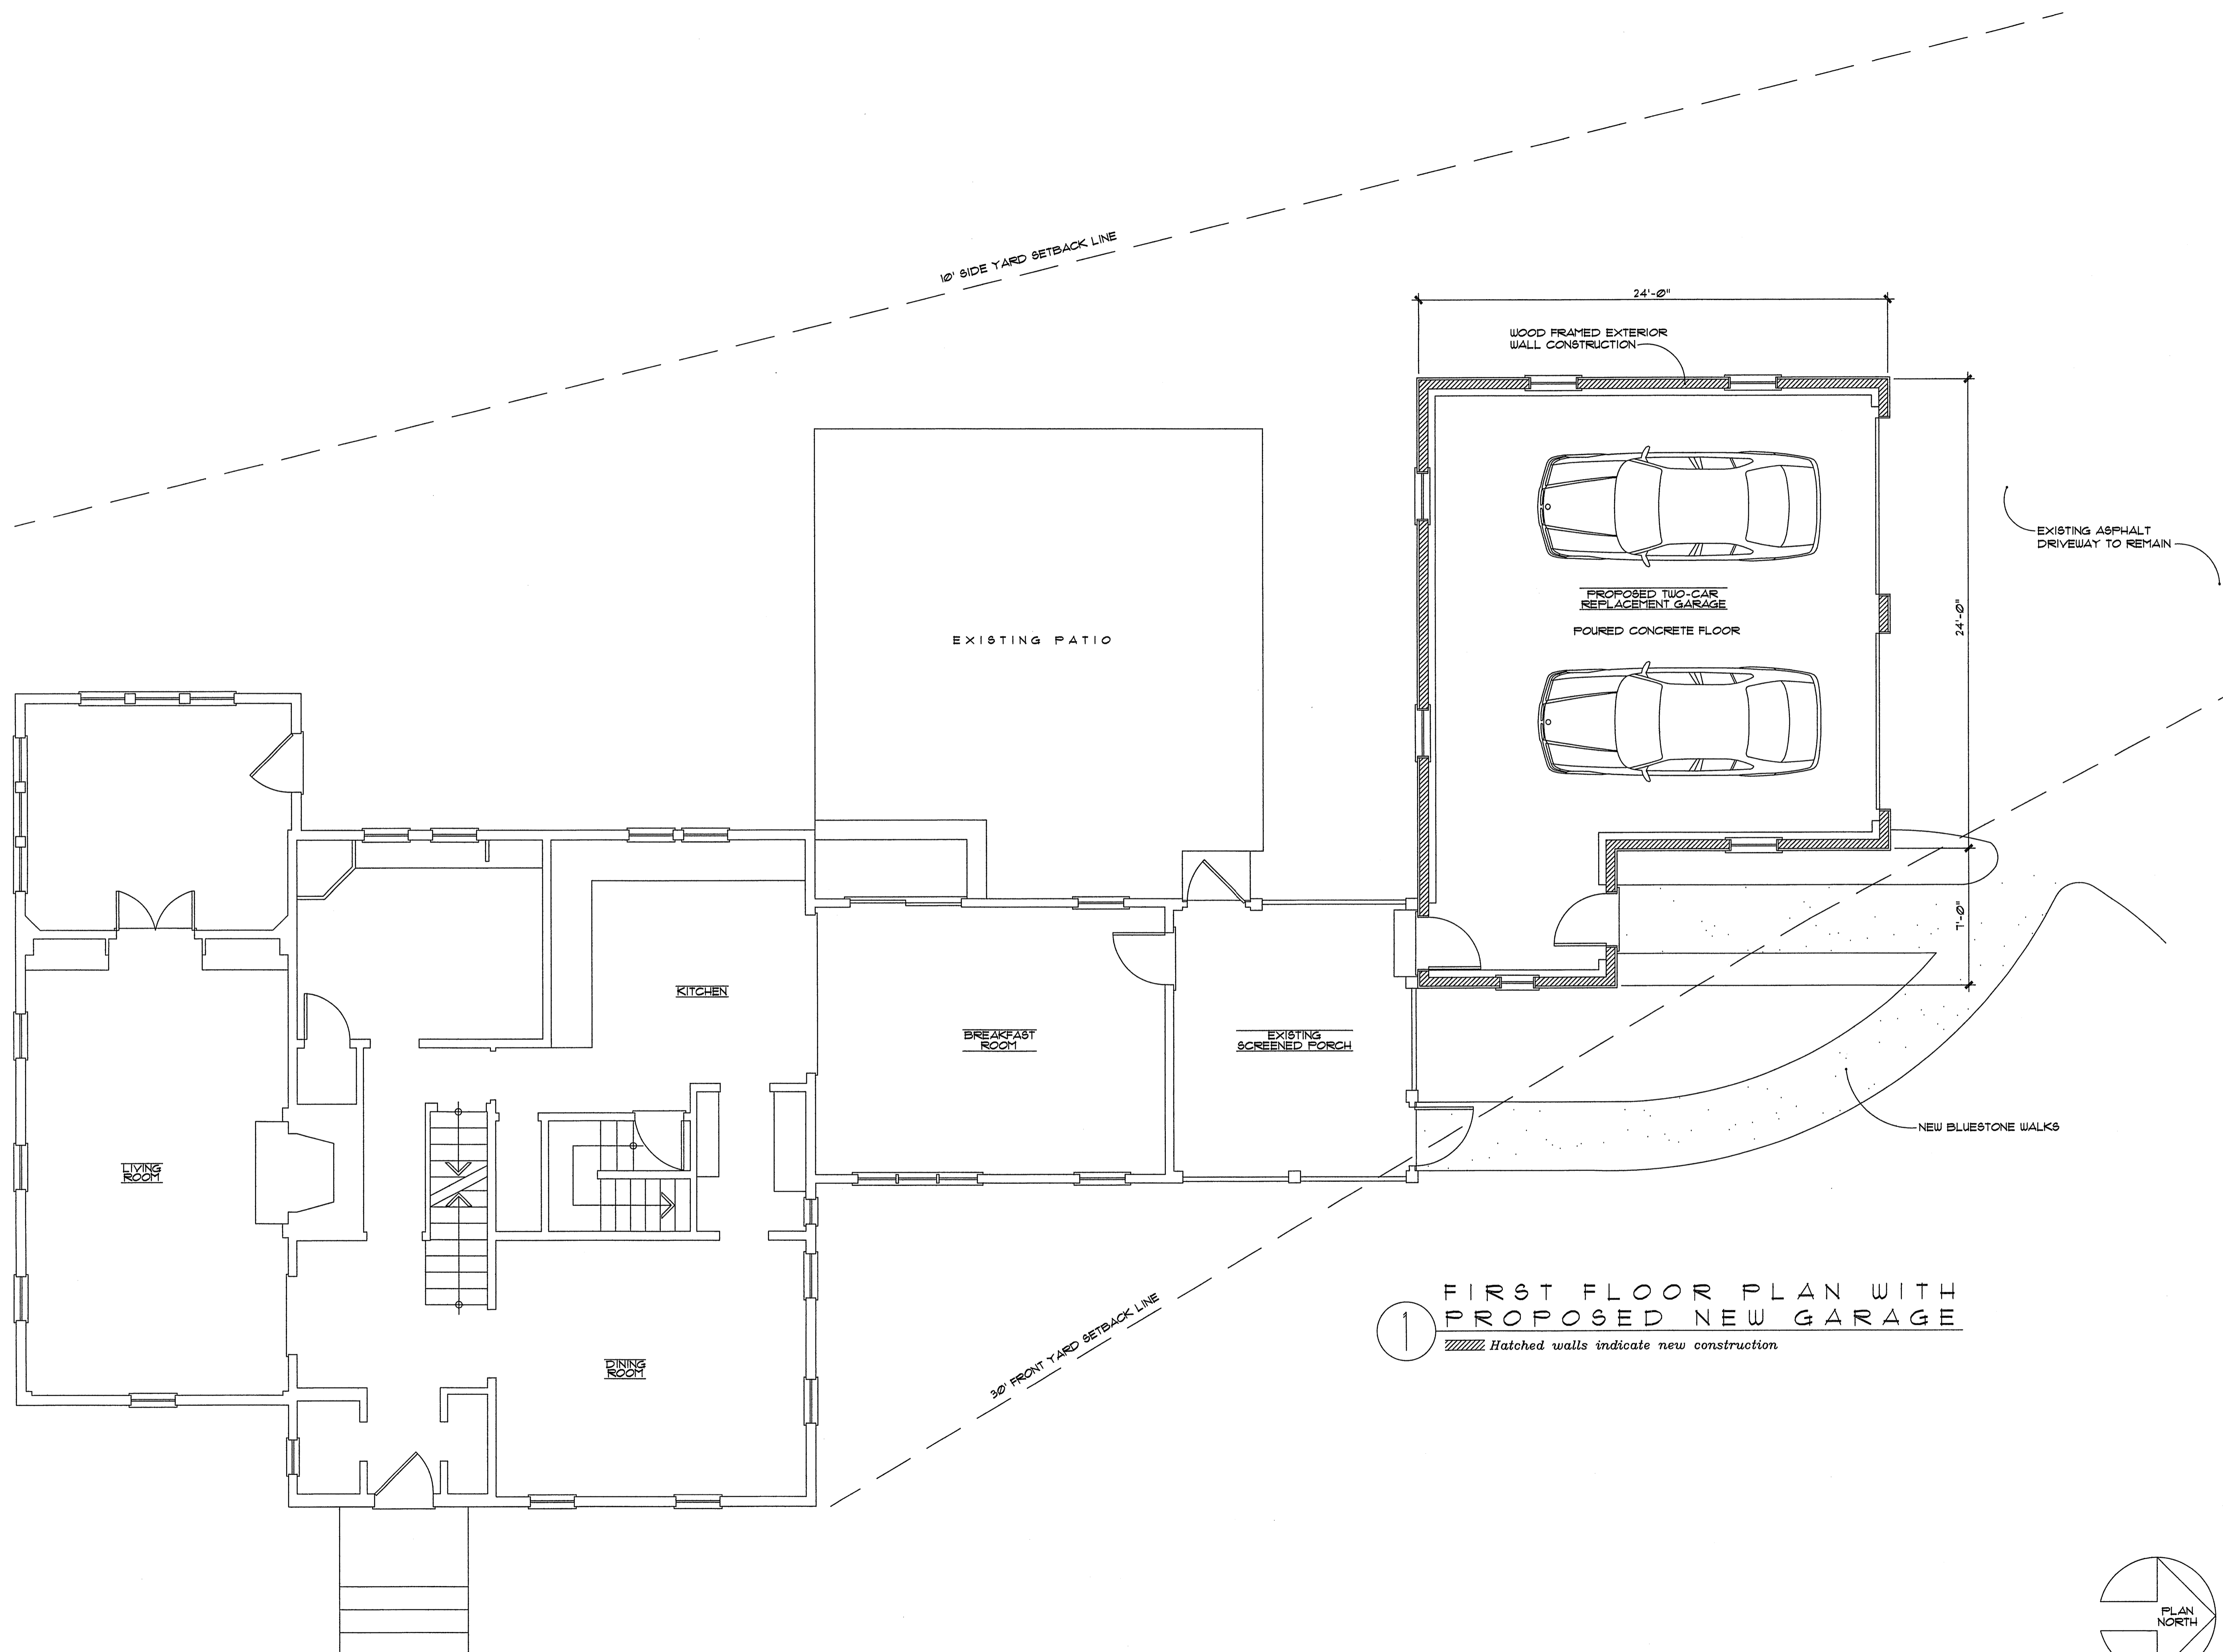 10' SIDE YARD SETBACK LINE
24'-0"
WOOD FRAMED EXTERIOR
WALL CONSTRUCTION
EXISTING ASPHALT
DRIVEWAY TO REMAIN
PROPOSED TWO-CAR
REPLACEMENT GARAGE
POURED CONCRETE FLOOR
24'-0"
EXISTING PATIO
7'-0"
KITCHEN
BREAKFAST
ROOM
EXISTING
SCREENED PORCH
NEW BLUESTONE WALKS
LIVING
ROOM
30' FRONT YARD SETBACK LINE
DINING
ROOM
1
FIRST FLOOR PLAN WITH
PROPOSED NEW GARAGE
Hatched walls indicate new construction
PLAN
NORTH